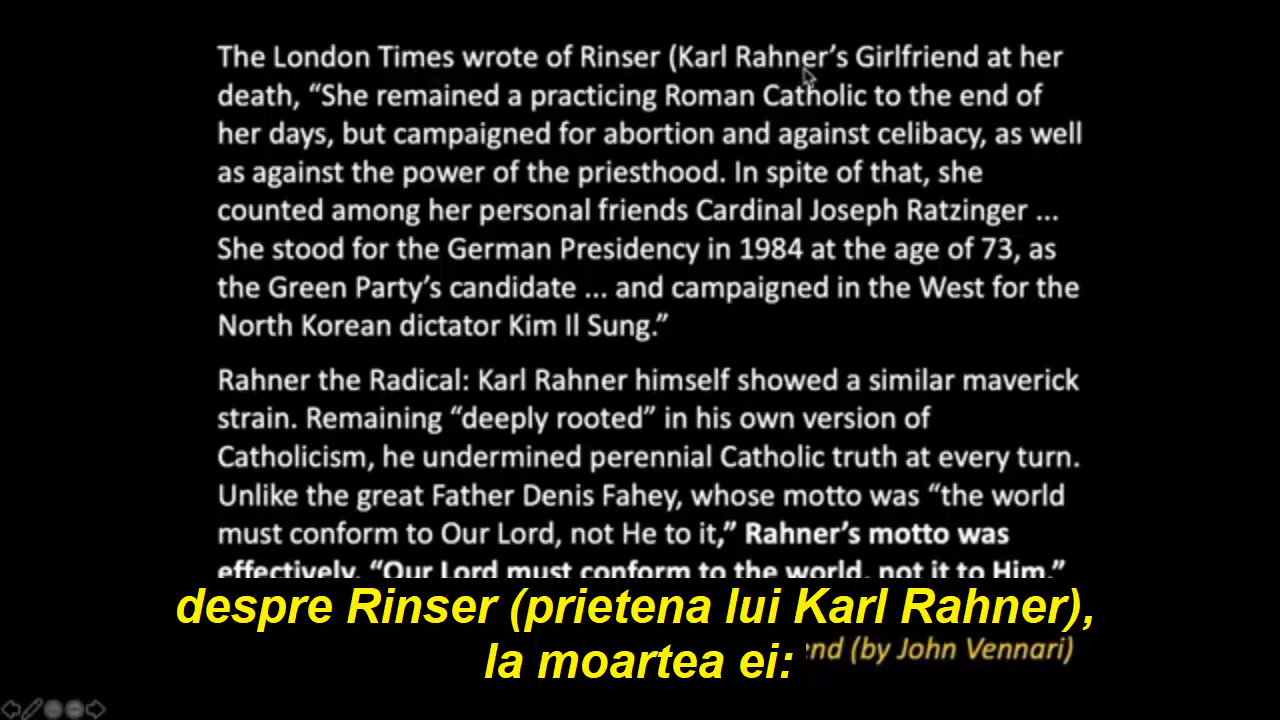 The London Times wrote of Rinser (Karl Rahner’s Girlfriend at her
death, “She remained a practicing Roman Catholic to the end of
her days, but campaigned for abortion and against celibacy, as well
as against the power of the priesthood. In spite of that, she
counted among her personal friends Cardinal Joseph Ratzinger ...
She stood for the German Presidency in 1984 at the age of 73, as
the Green Party’s candidate ... and campaigned in the West for the
North Korean dictator Kim Il Sung.”
Rahner the Radical: Karl Rahner himself showed a similar maverick
strain. Remaining “deeply rooted” in his own version of
Catholicism, he undermined perennial Catholic truth at every turn.
Unlike the great Father Denis Fahey, whose motto was “the world
must conform to Our Lord, not He to it,” Rahner’s motto was
effectively, “Our Lord must conform to the world, not it to Him.”
despre Rinser (prietena lui Karl Rahner),
la moartea ei:
(by John Vennari)